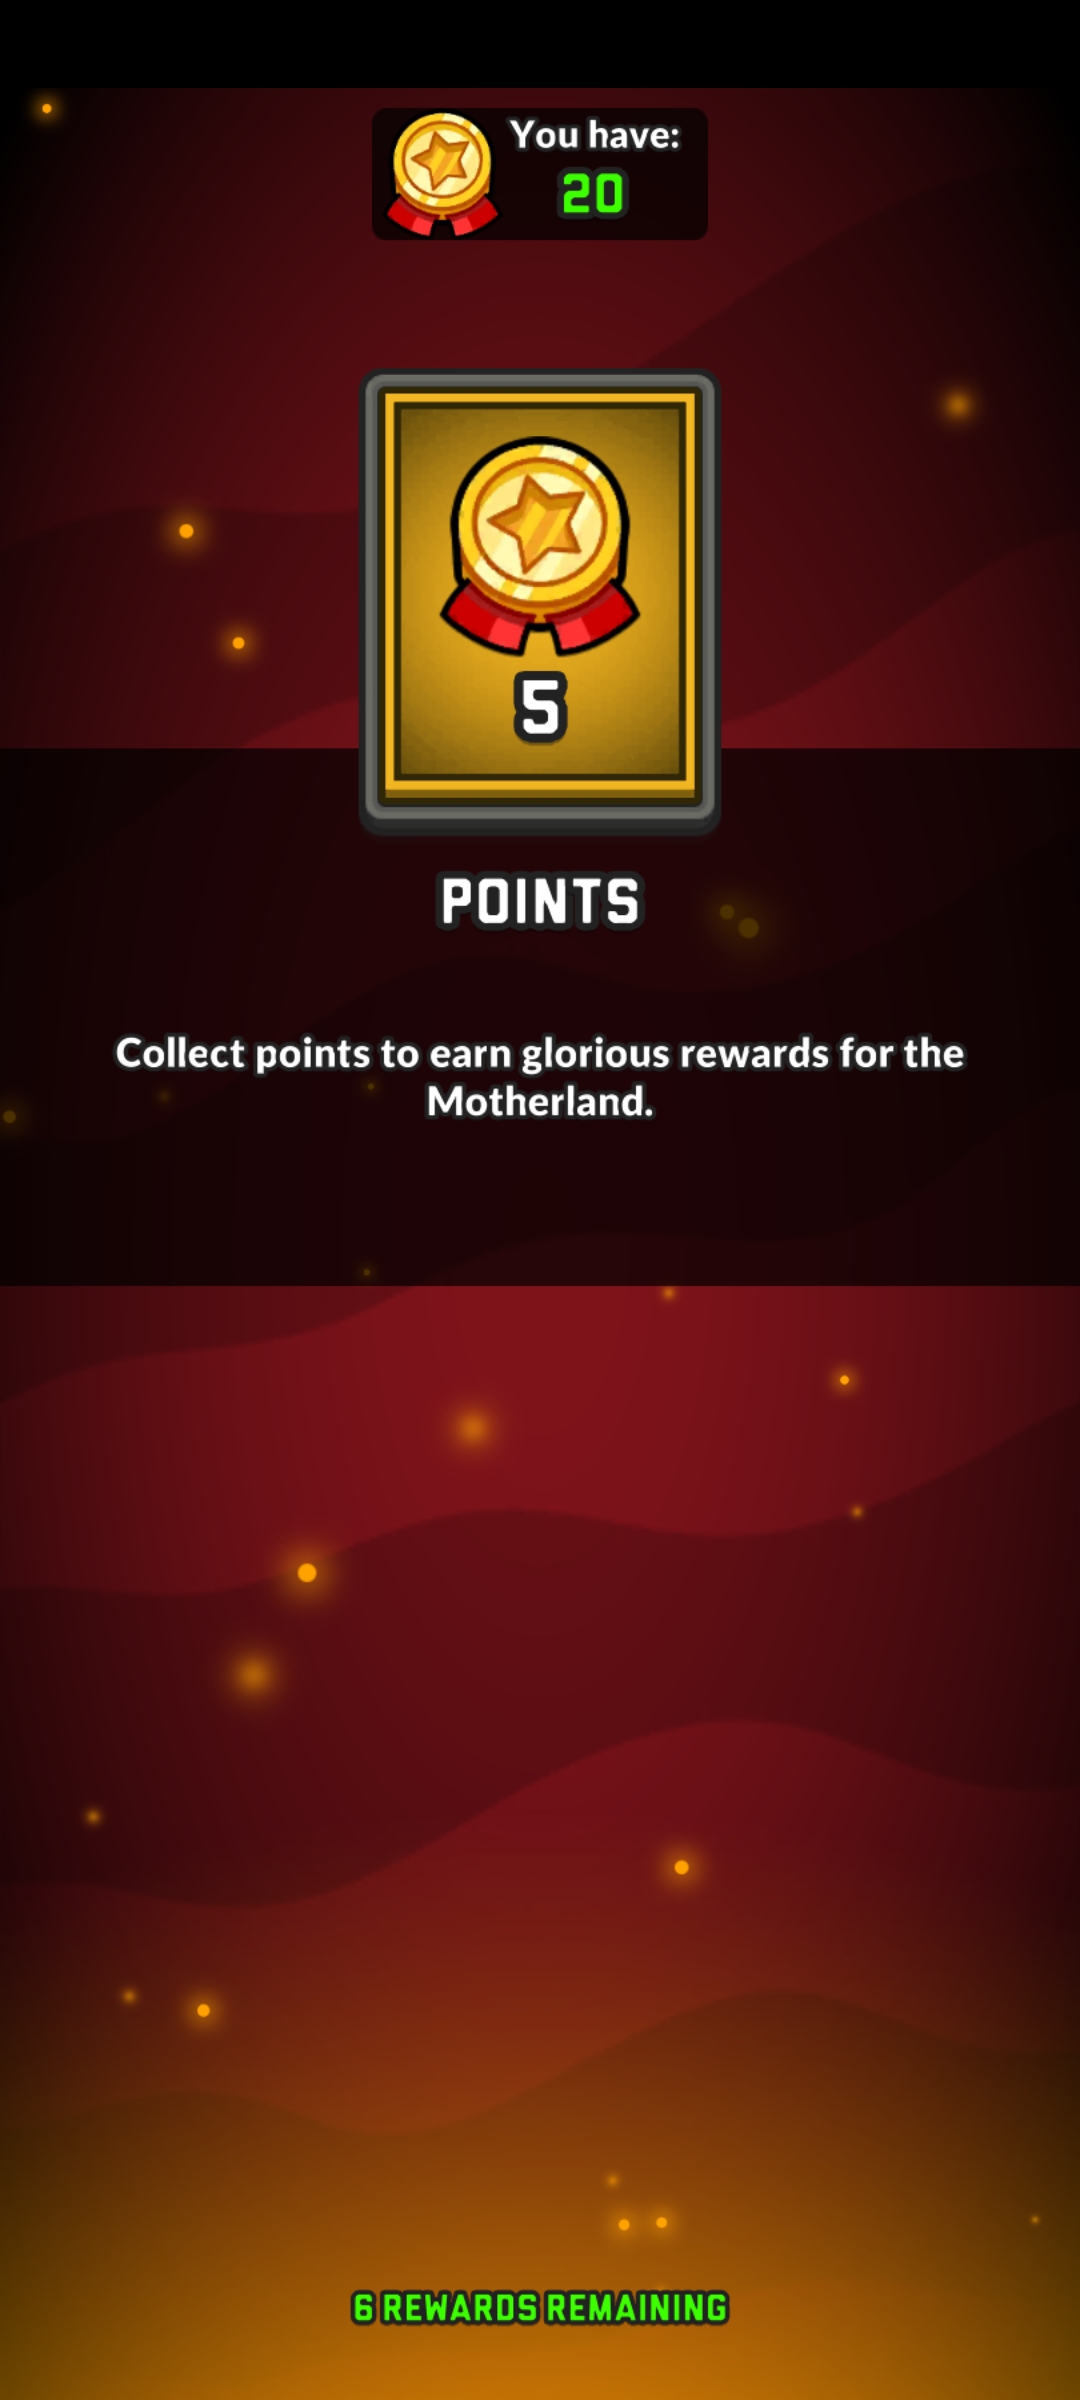 You have:
20
5
POINTS
Collect points to earn glorious rewards for the
Motherland.
6 REWARDS REMAINING